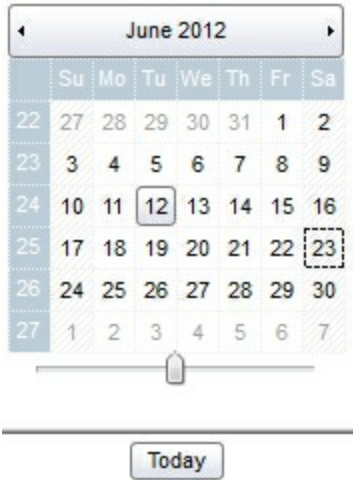 June 2012
Su Mo Tu We Th Fr Sa
22 27 28 29 30 31 1 2
23 3 4 5 6 7 8 9
24 10 11 12 13 14 15 16
25 17 18 19 20 21 22 23
26 24 25 26 27 28 29 30
27 1 2 3 4 5 6 7
Today